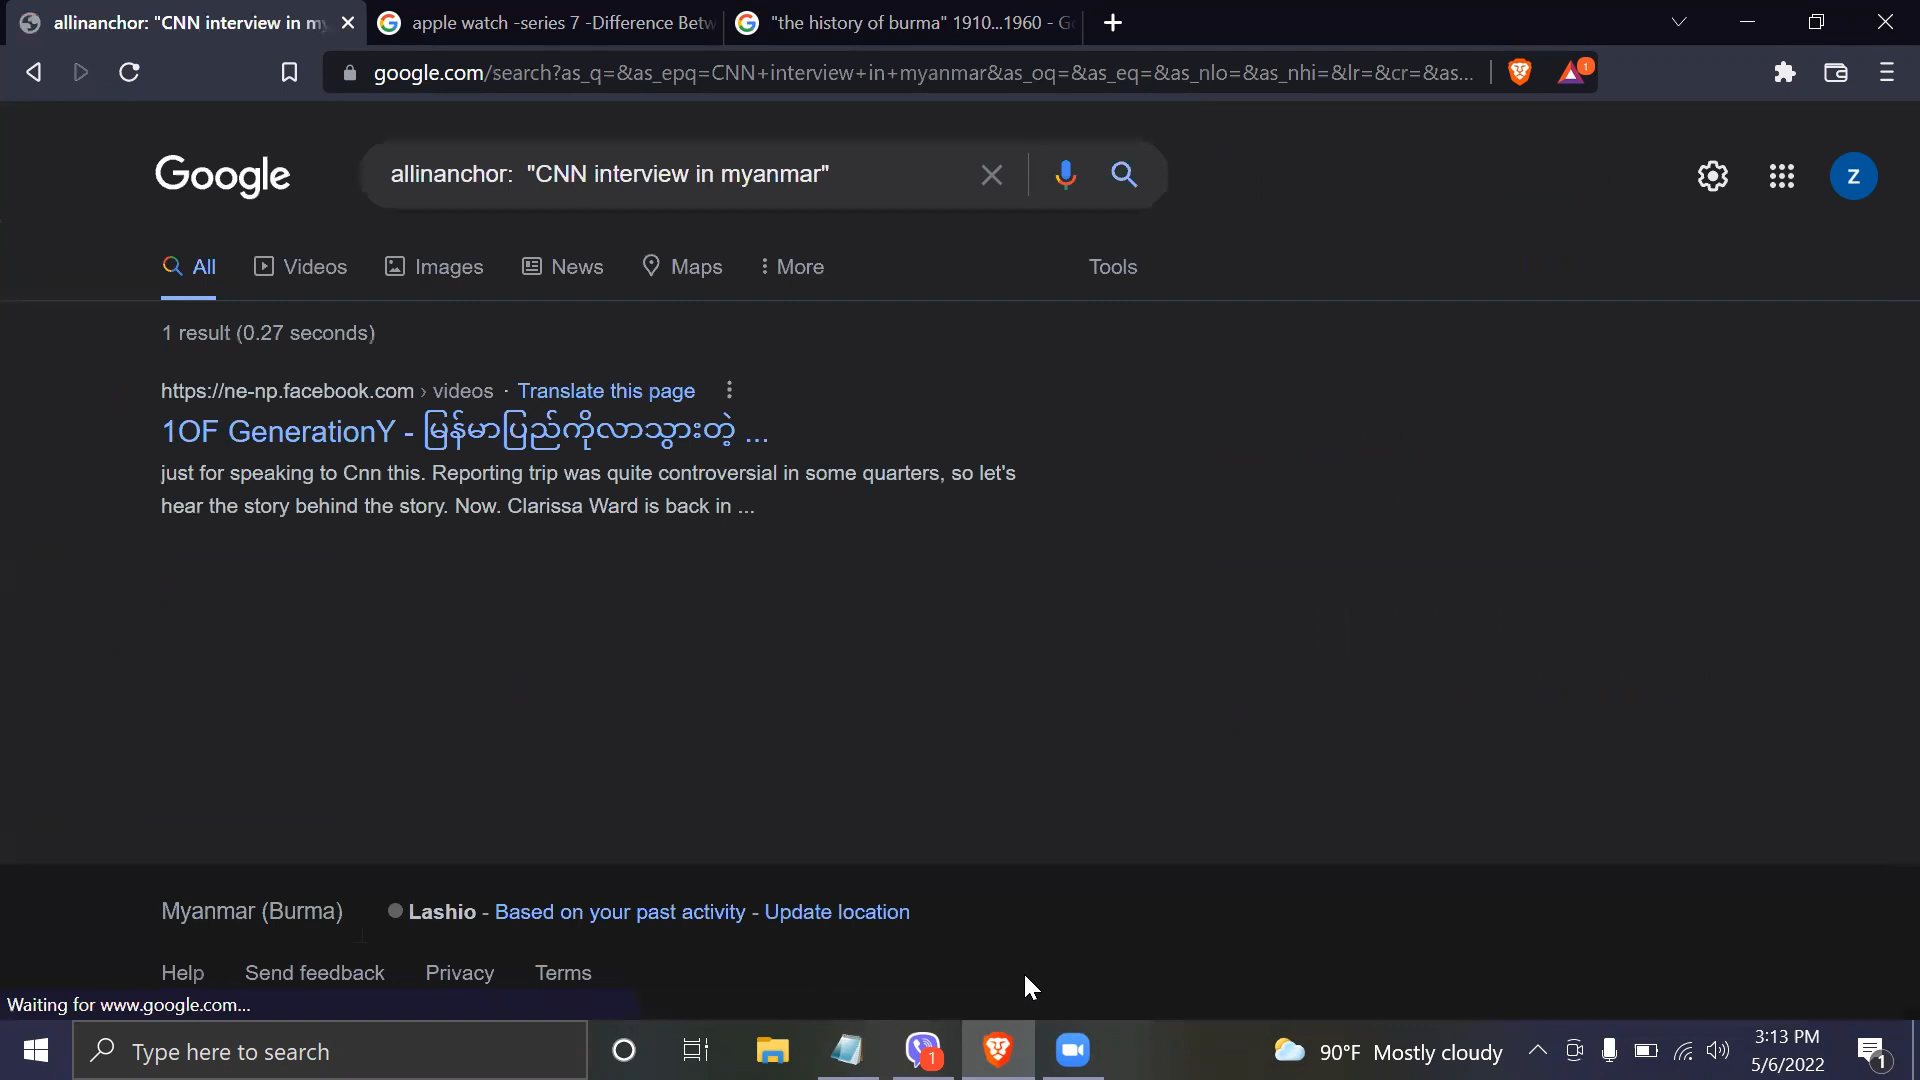 allinanchor: "CNN interview in my
apple watch -series 7 -Difference Betw
"the history of burma" 1910...1960 - G
google.com/search?as_q=&as_epq=CNN+interview+in+myanmar&as_oq=&as_eq=&as_nlo=&as_nhi=&lr=&cr=&as...
1
Google
allinanchor:  "CNN interview in myanmar"
Z
All
Videos
Images
News
Maps
More
Tools
1 result (0.27 seconds)
https://ne-np.facebook.com › videos · Translate this page
1OF GenerationY - မြန်မာပြည်ကိုလာသွားတဲ့ ...
just for speaking to Cnn this. Reporting trip was quite controversial in some quarters, so let's
hear the story behind the story. Now. Clarissa Ward is back in ...
Myanmar (Burma)
Lashio - Based on your past activity - Update location
Help
Send feedback
Privacy
Terms
Waiting for www.google.com...
Type here to search
1
90°F Mostly cloudy
3:13 PM
5/6/2022
1